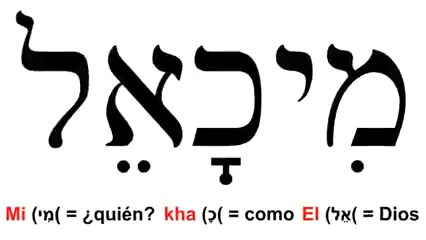 מִיכָאֵל
Mi (מִי) = ¿quién? kha (כָ) = como El (אֵל) = Dios